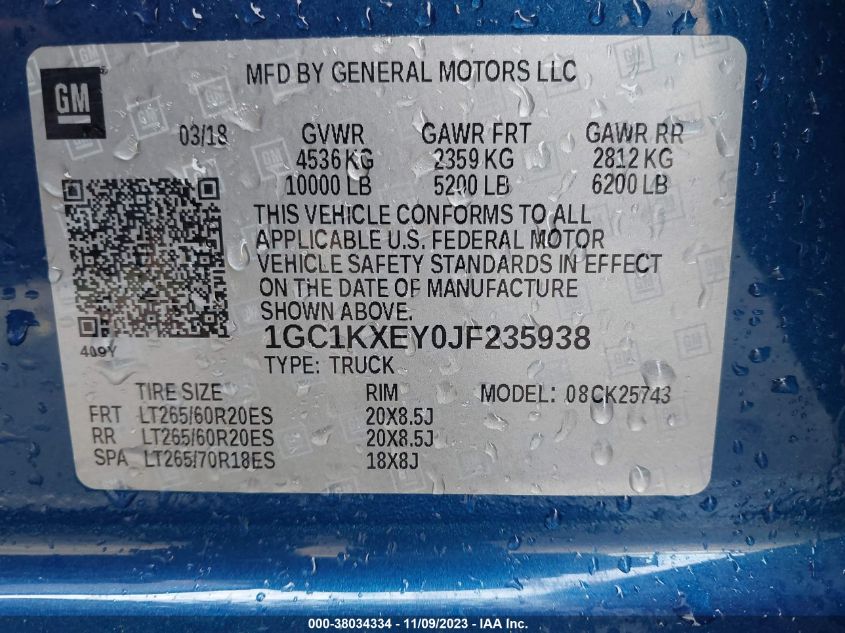 GM
MFD BY GENERAL MOTORS LLC
03/18 GVWR GAWR FRT GAWR RR
4536 KG 2359 KG 2812 KG
10000 LB 5200 LB 6200 LB
THIS VEHICLE CONFORMS TO ALL
APPLICABLE U.S. FEDERAL MOTOR
VEHICLE SAFETY STANDARDS IN EFFECT
ON THE DATE OF MANUFACTURE
SHOWN ABOVE.
409Y 1GC1KXEY0JF235938
TYPE: TRUCK
TIRE SIZE RIM MODEL: 08CK25743
FRT LT265/60R20ES 20X8.5J
RR LT265/60R20ES 20X8.5J
SPA LT265/70R18ES 18X8J
000-38034334 - 11/09/2023 - IAA, Inc.